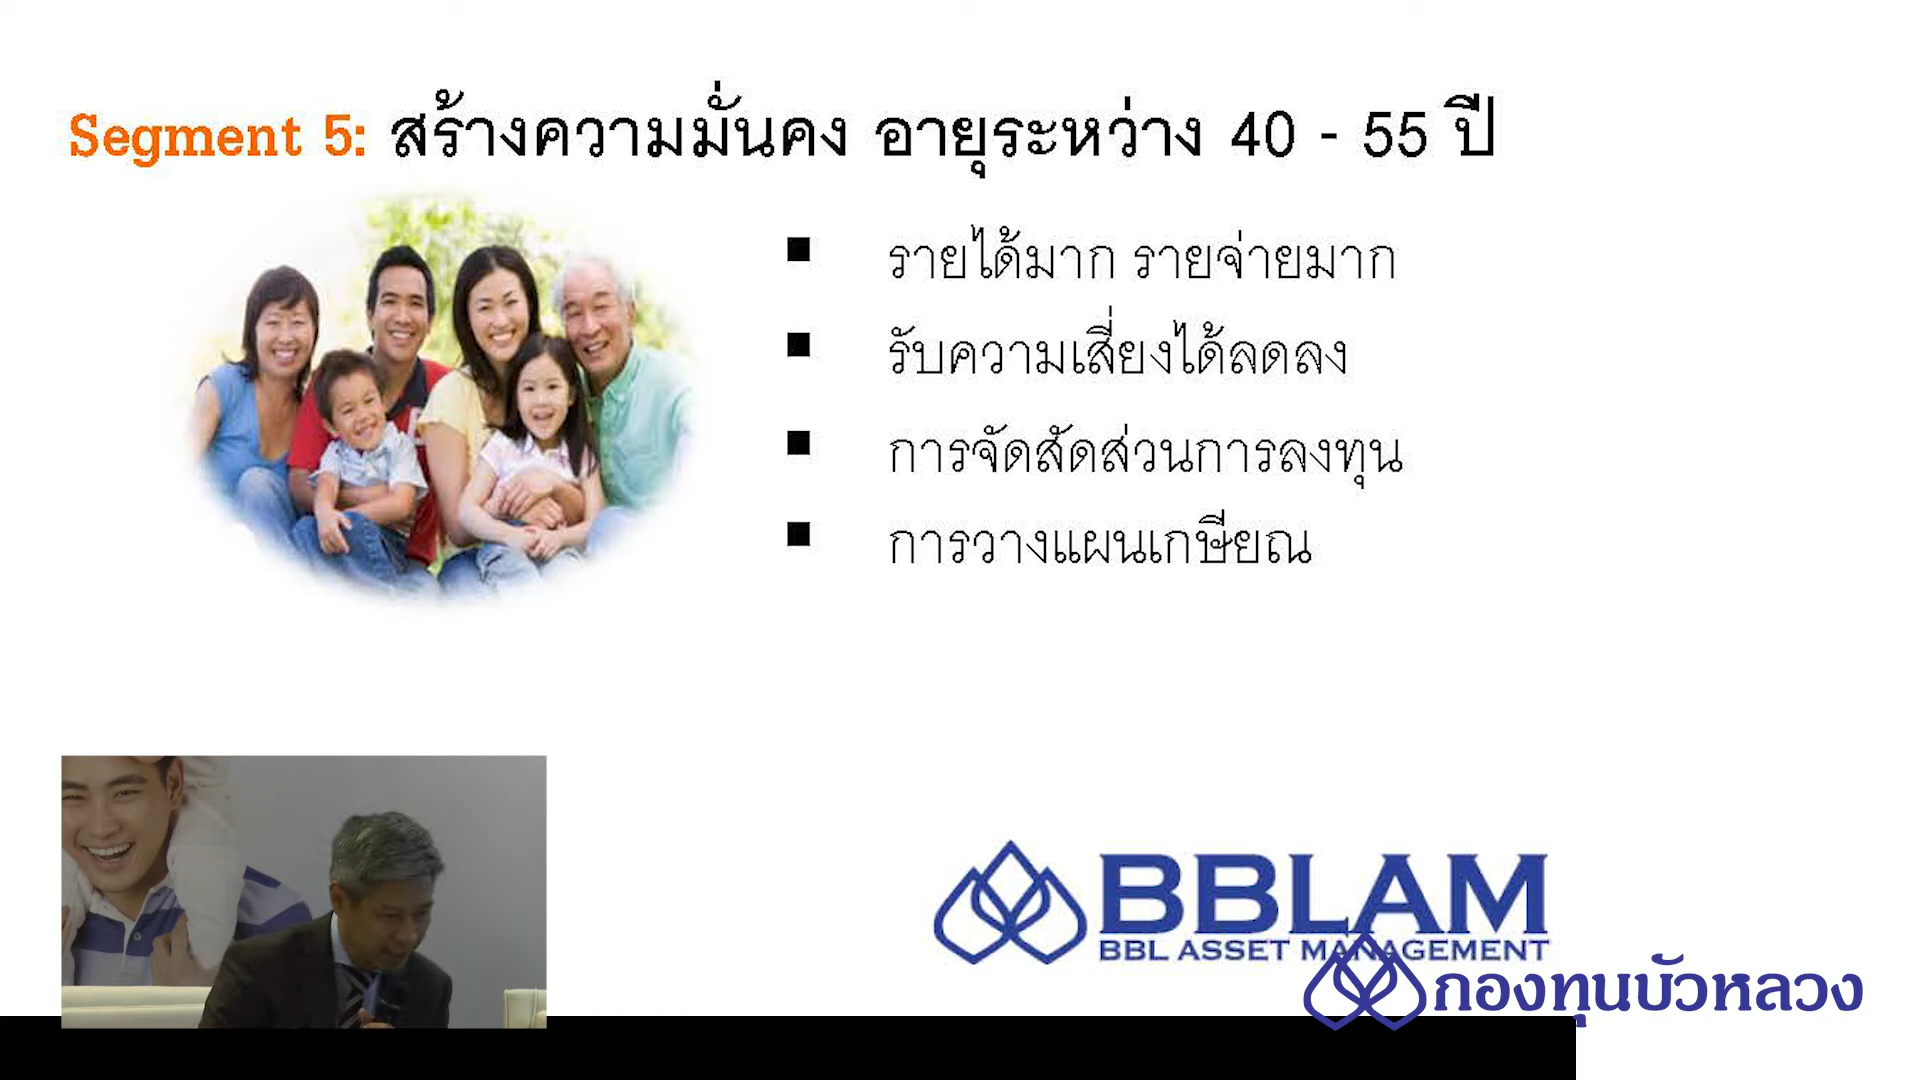 Segment 5: สร้างความมั่นคง อายุระหว่าง 40 - 55 ปี
▪ รายได้มาก รายจ่ายมาก
▪ รับความเสี่ยงได้ลดลง
▪ การจัดสัดส่วนการลงทุน
▪ การวางแผนเกษียณ
BBLAM
BBL ASSET MANAGEMENT
กองทุนบัวหลวง